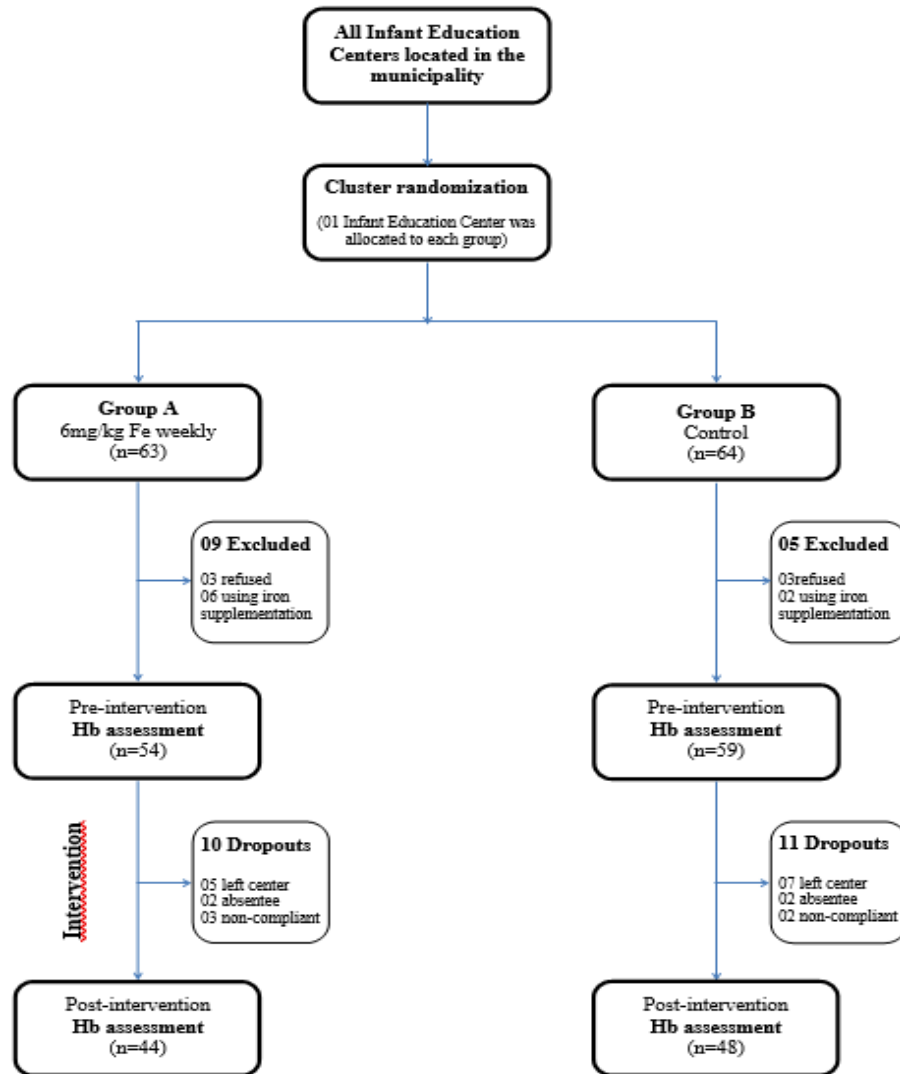 All Infant Education
Centers located in the
municipality
Cluster randomization
(01 Infant Education Center was
allocated to each group)
Group A
6mg/kg Fe weekly
(n=63)
Group B
Control
(n=64)
09 Excluded
03 refused
06 using iron
supplementation
05 Excluded
03refused
02 using iron
supplementation
Pre-intervention
Hb assessment
(n=54)
Pre-intervention
Hb assessment
(n=59)
Intervention
10 Dropouts
05 left center
02 absentee
03 non-compliant
11 Dropouts
07 left center
02 absentee
02 non-compliant
Post-intervention
Hb assessment
(n=44)
Post-intervention
Hb assessment
(n=48)